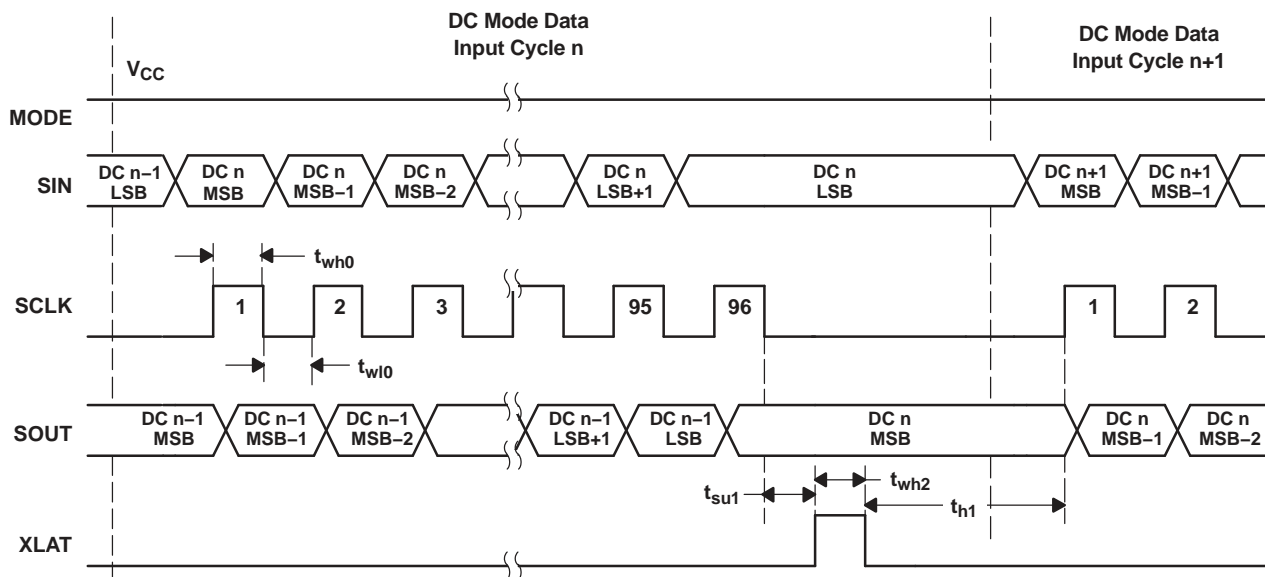 DC Mode Data
Input Cycle n
DC Mode Data
Input Cycle n+1
VCC
MODE
SIN
DC n−1
LSB
DC n
MSB
DC n
MSB−1
DC n
MSB−2
DC n
LSB+1
DC n
LSB
DC n+1
MSB
DC n+1
MSB−1
twh0
SCLK
1
2
3
95
96
1
2
twl0
SOUT
DC n−1
MSB
DC n−1
MSB−1
DC n−1
MSB−2
DC n−1
LSB+1
DC n−1
LSB
DC n
MSB
DC n
MSB−1
DC n
MSB−2
tsu1
twh2
th1
XLAT